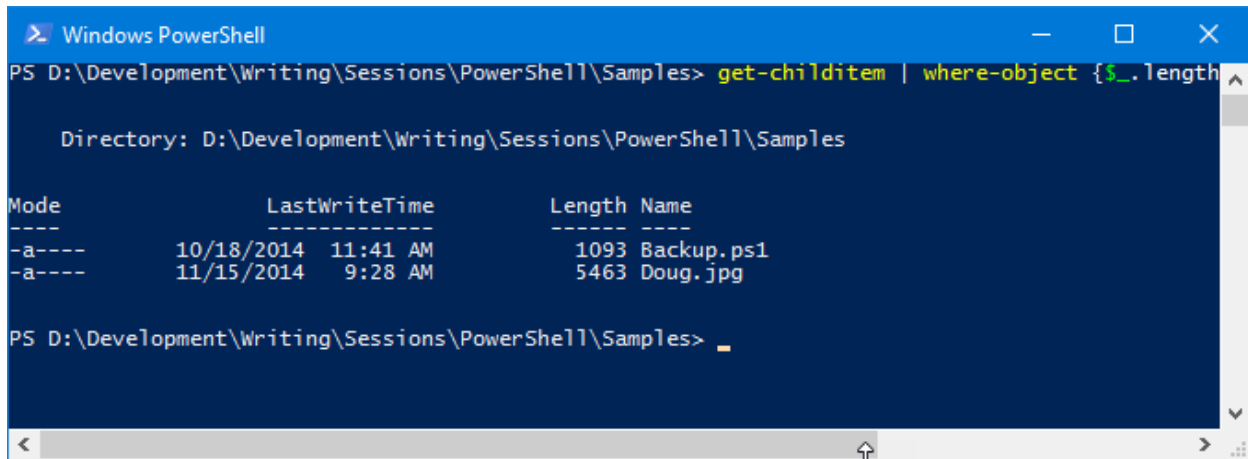 Windows PowerShell
PS D:\Development\Writing\Sessions\PowerShell\Samples> get-childitem | where-object {$_.length
Directory: D:\Development\Writing\Sessions\PowerShell\Samples
Mode LastWriteTime Length Name
---- ------------- ------ ----
-a---- 10/18/2014 11:41 AM 1093 Backup.ps1
-a---- 11/15/2014 9:28 AM 5463 Doug.jpg
PS D:\Development\Writing\Sessions\PowerShell\Samples> _